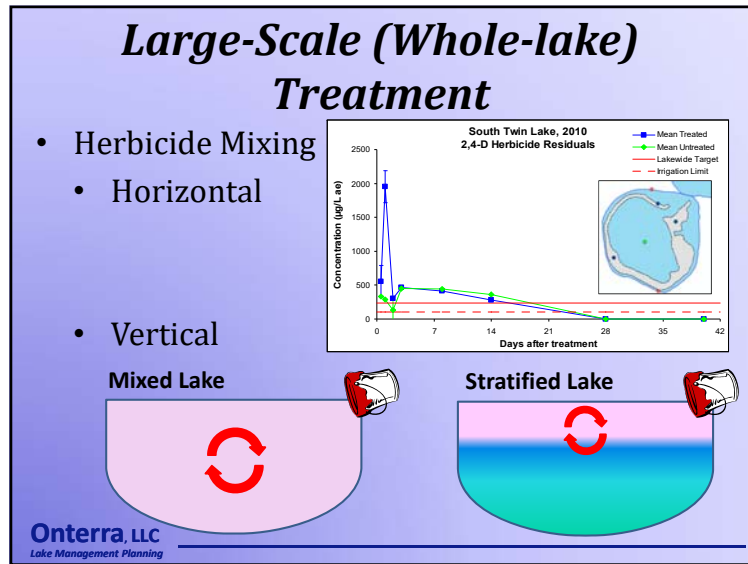 Large-Scale (Whole-lake)
Treatment
• Herbicide Mixing
• Horizontal
South Twin Lake, 2010
2,4-D Herbicide Residuals
Mean Treated
Mean Untreated
Lakewide Target
Irrigation Limit
Concentration (µg/L ae)
2500
2000
1500
1000
500
0
0 7 14 21 28 35 42
Days after treatment
• Vertical
Mixed Lake
Stratified Lake
Onterra, LLC
Lake Management Planning